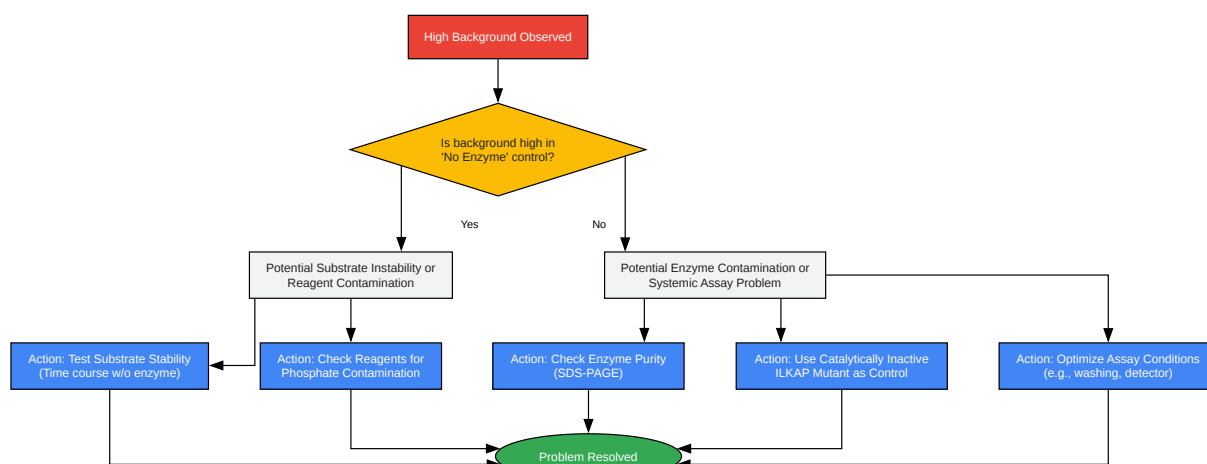 High Background Observed
Is background high in
'No Enzyme' control?
Yes
No
Potential Substrate Instability or
Reagent Contamination
Potential Enzyme Contamination or
Systemic Assay Problem
Action: Test Substrate Stability
(Time course w/o enzyme)
Action: Check Reagents for
Phosphate Contamination
Action: Check Enzyme Purity
(SDS-PAGE)
Action: Use Catalytically Inactive
ILKAP Mutant as Control
Action: Optimize Assay Conditions
(e.g., washing, detector)
Problem Resolved